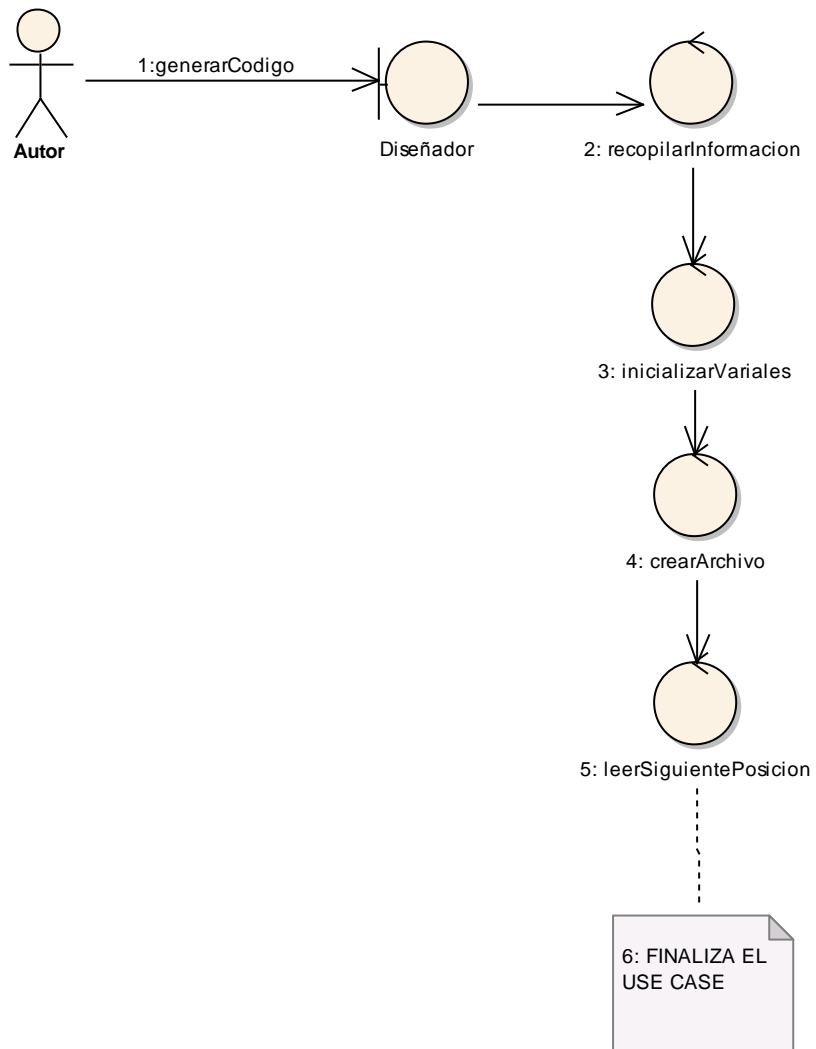 1:generarCodigo
Autor
Diseñador
2: recopilarInformacion
3: inicializarVariales
4: crearArchivo
5: leerSiguientePosicion
6: FINALIZA EL
USE CASE